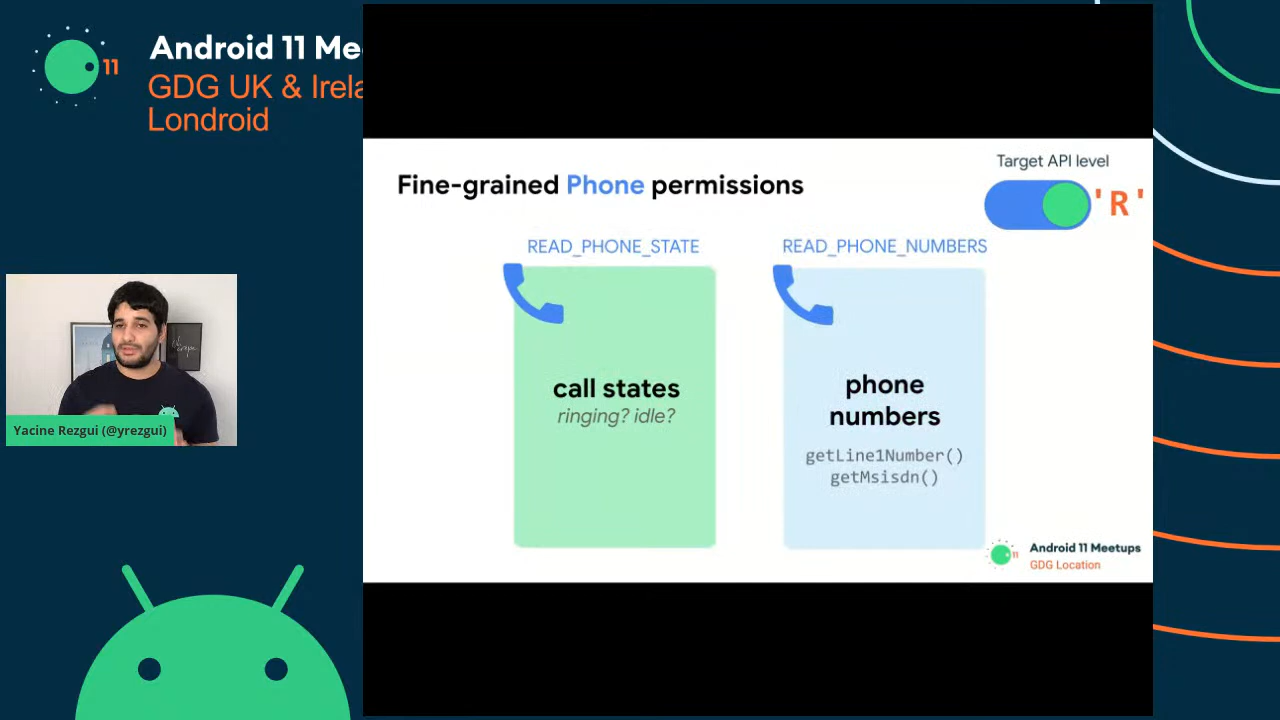 Android 11 Me
11
GDG UK & Irela
Londroid
Target API level
'R'
Fine-grained Phone permissions
READ_PHONE_STATE
READ_PHONE_NUMBERS
call states
ringing? idle?
phone
numbers
getLine1Number()
getMsisdn()
Yacine Rezgui (@yrezgui)
11
Android 11 Meetups
GDG Location